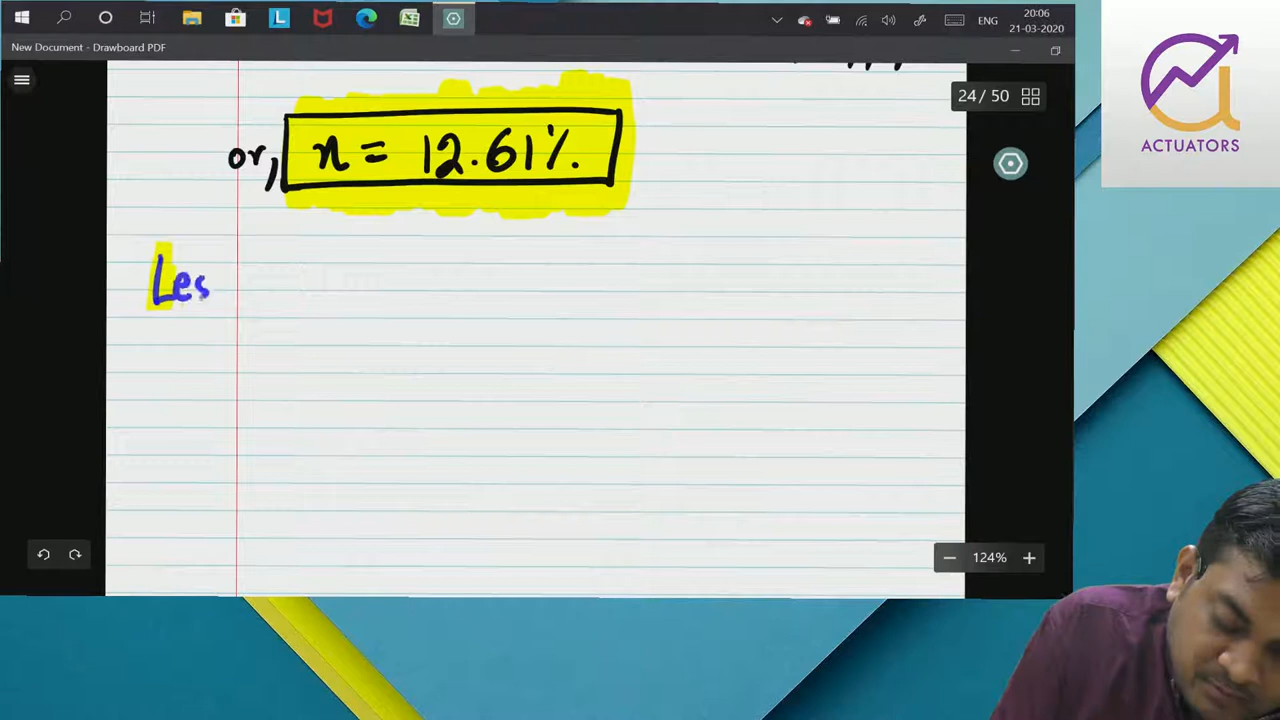 20:06
ENG
21-03-2020
New Document - Drawboard PDF
24 / 50
ACTUATORS
or, x = 12.61%.
Les
124%